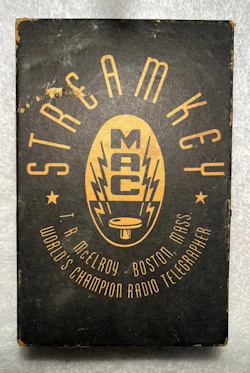 STREAMKEY
MAC
T. R. McELROY - BOSTON, MASS
WORLD'S CHAMPION RADIO TELEGRAPHER